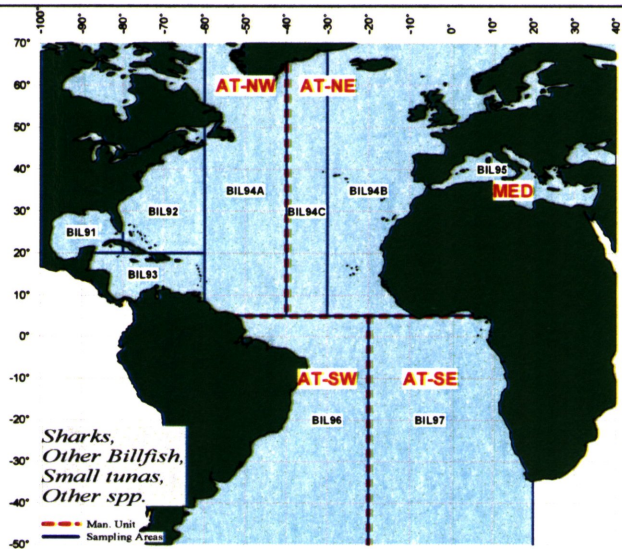 -100° -90° -80° -70° -60° -50° -40° -30° -20° -10° 0° 10° 20° 30° 40°
70°
60°
50°
40°
30°
20°
10°
0°
-10°
-20°
-30°
-40°
-50°
AT-NW AT-NE
BIL95
MED
BIL94A BIL94C BIL94B
BIL91 BIL92
BIL93
AT-SW AT-SE
BIL96 BIL97
Sharks,
Other Billfish,
Small tunas,
Other spp.
Man. Unit
Sampling Areas